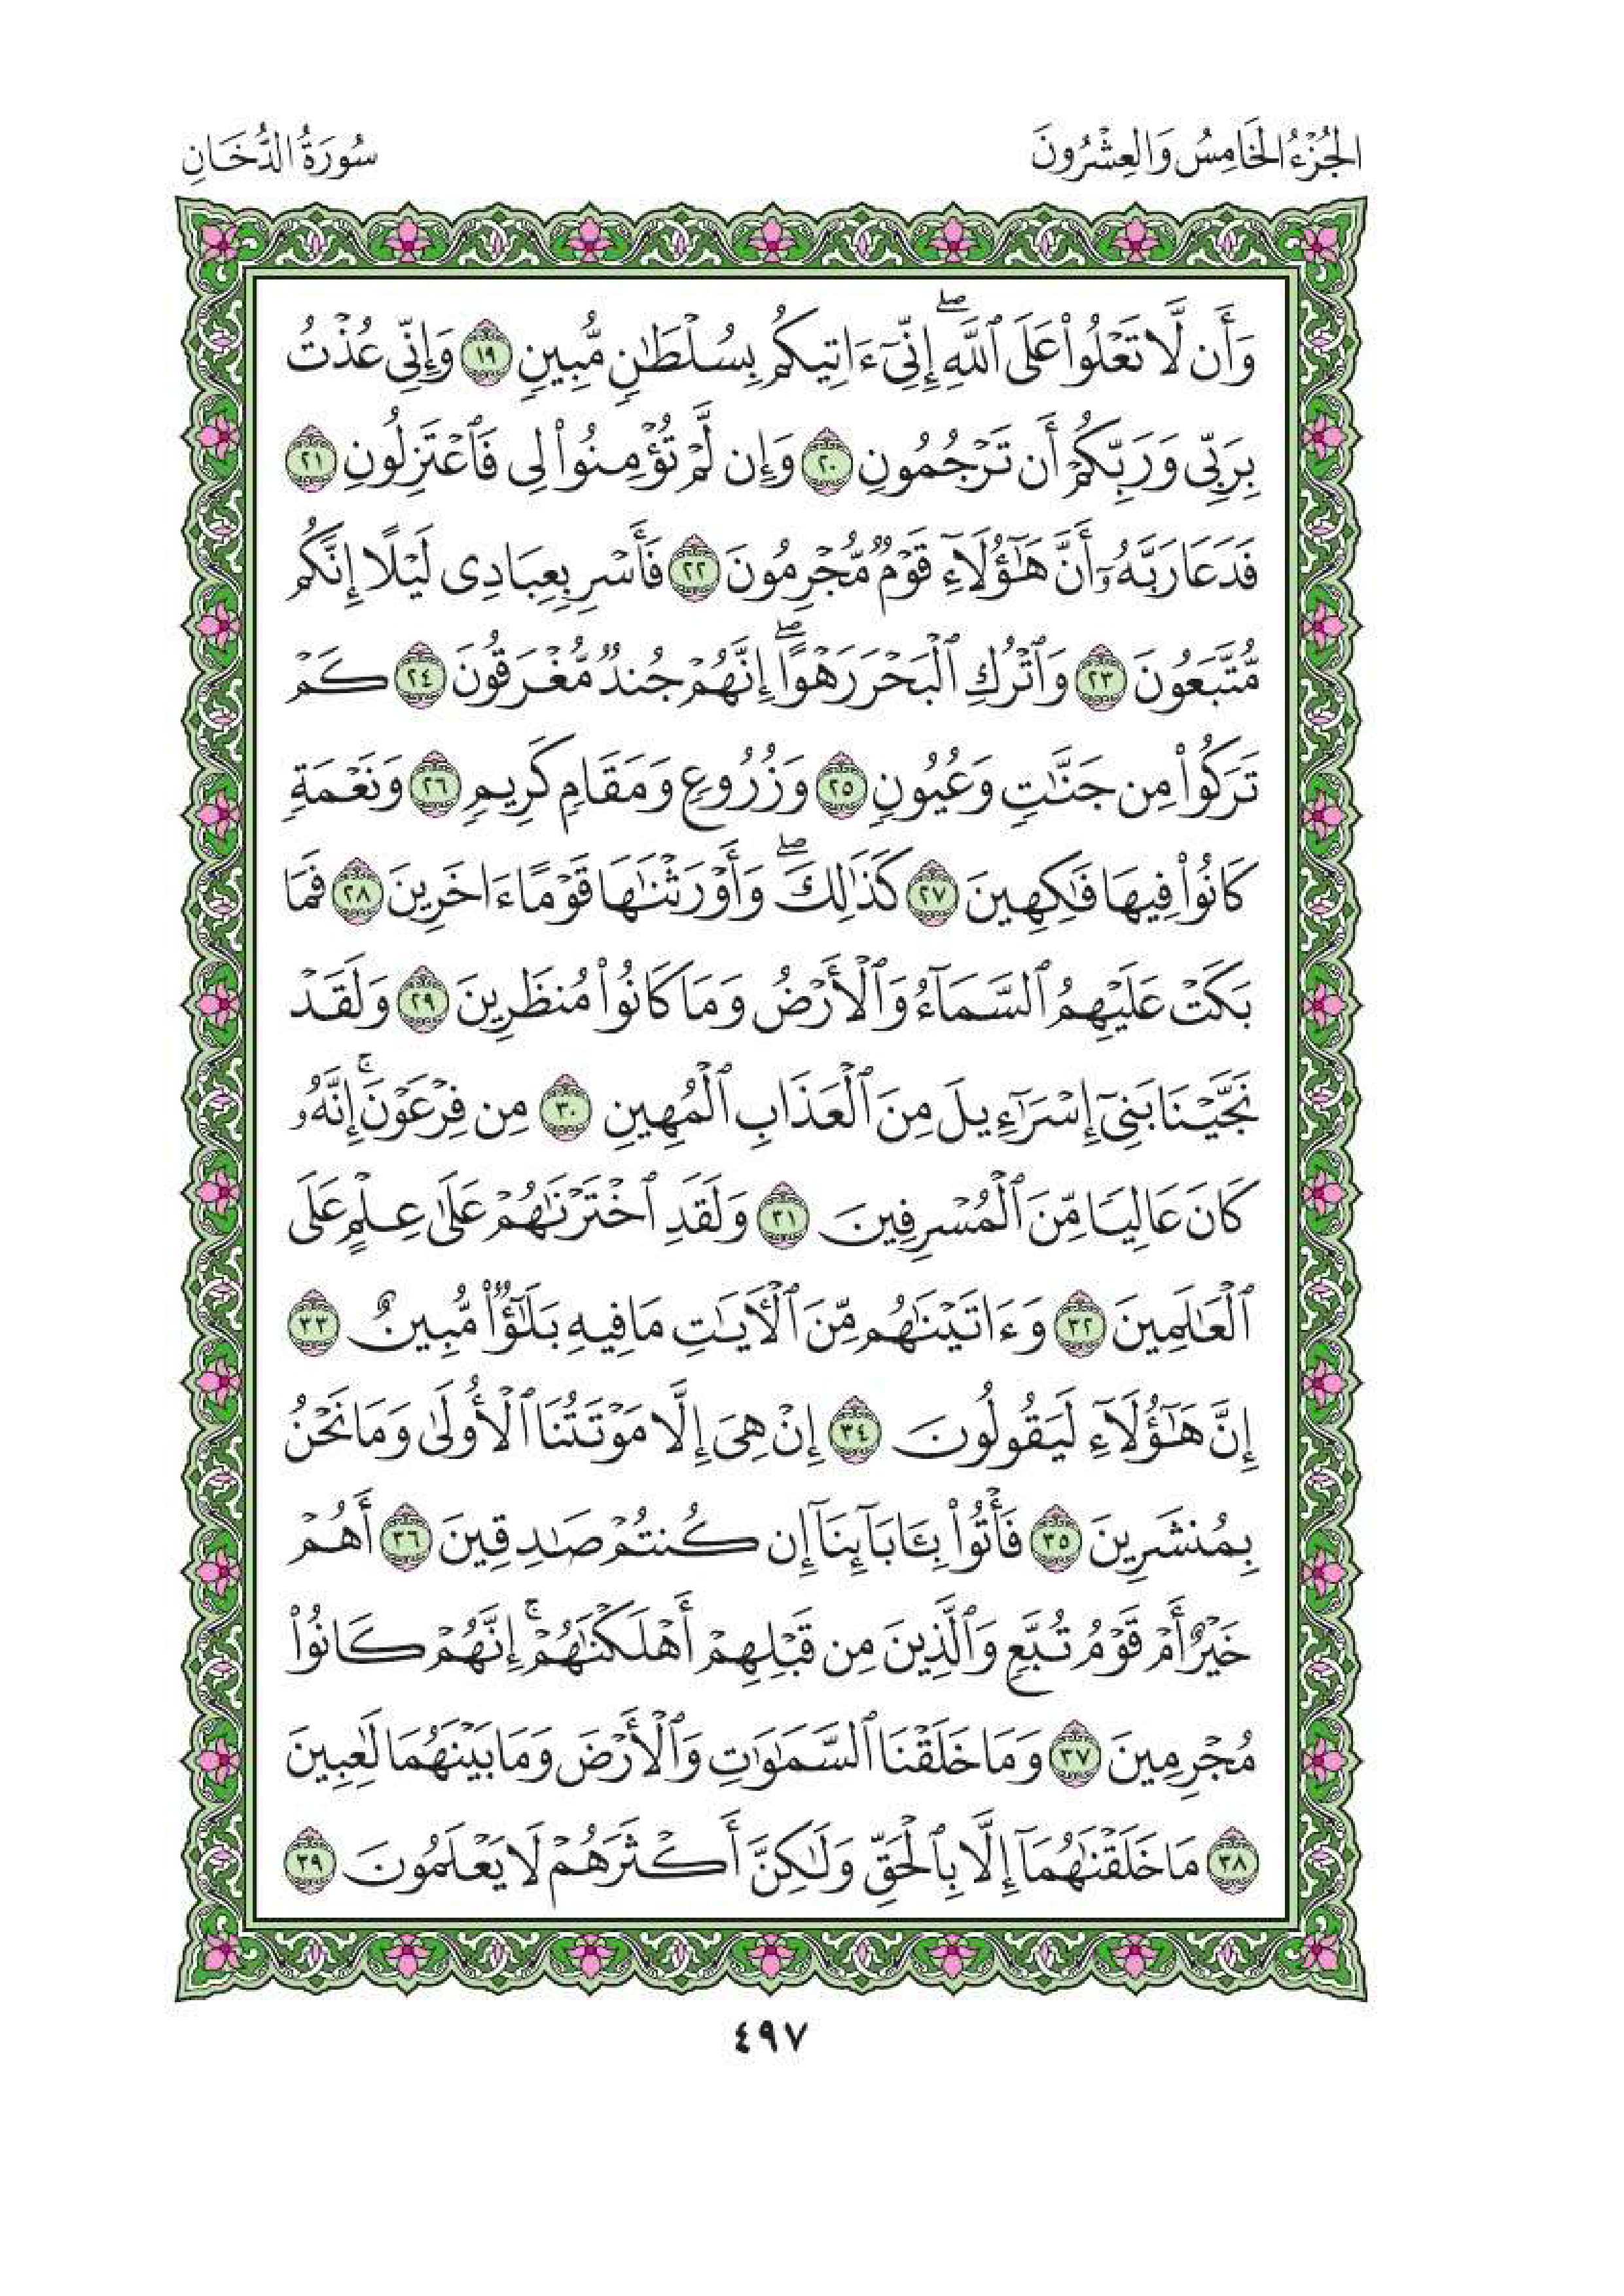 الجُزْءُ الخَامِسُ وَالعِشْرُونَ
سُورَةُ الدُّخَانِ
وَأَن لَّا تَعْلُوا۟ عَلَى ٱللَّهِ ۖ إِنِّىٓ ءَاتِيكُم بِسُلْطَٰنٍ مُّبِينٍ ١٩ وَإِنِّى عُذْتُ
بِرَبِّى وَرَبِّكُمْ أَن تَرْجُمُونِ ٢٠ وَإِن لَّمْ تُؤْمِنُوا۟ لِى فَٱعْتَزِلُونِ ٢١
فَدَعَا رَبَّهُۥٓ أَنَّ هَٰٓؤُلَآءِ قَوْمٌ مُّجْرِمُونَ ٢٢ فَأَسْرِ بِعِبَادِى لَيْلًا إِنَّكُم
مُّتَّبَعُونَ ٢٣ وَٱتْرُكِ ٱلْبَحْرَ رَهْوًا ۖ إِنَّهُمْ جُندٌ مُّغْرَقُونَ ٢٤ كَمْ
تَرَكُوا۟ مِن جَنَّٰتٍ وَعُيُونٍ ٢٥ وَزُرُوعٍ وَمَقَامٍ كَرِيمٍ ٢٦ وَنَعْمَةٍ
كَانُوا۟ فِيهَا فَٰكِهِينَ ٢٧ كَذَٰلِكَ ۖ وَأَوْرَثْنَٰهَا قَوْمًا ءَاخَرِينَ ٢٨ فَمَا
بَكَتْ عَلَيْهِمُ ٱلسَّمَآءُ وَٱلْأَرْضُ وَمَا كَانُوا۟ مُنظَرِينَ ٢٩ وَلَقَدْ
نَجَّيْنَا بَنِىٓ إِسْرَٰٓءِيلَ مِنَ ٱلْعَذَابِ ٱلْمُهِينِ ٣٠ مِن فِرْعَوْنَ ۚ إِنَّهُۥ
كَانَ عَالِيًا مِّنَ ٱلْمُسْرِفِينَ ٣١ وَلَقَدِ ٱخْتَرْنَٰهُمْ عَلَىٰ عِلْمٍ عَلَى
ٱلْعَٰلَمِينَ ٣٢ وَءَاتَيْنَٰهُم مِّنَ ٱلْءَايَٰتِ مَا فِيهِ بَلَٰٓؤٌا۟ مُّبِينٌ ٣٣
إِنَّ هَٰٓؤُلَآءِ لَيَقُولُونَ ٣٤ إِنْ هِىَ إِلَّا مَوْتَتُنَا ٱلْأُولَىٰ وَمَا نَحْنُ
بِمُنشَرِينَ ٣٥ فَأْتُوا۟ بِـَٔابَآئِنَآ إِن كُنتُمْ صَٰدِقِينَ ٣٦ أَهُمْ
خَيْرٌ أَمْ قَوْمُ تُبَّعٍ وَٱلَّذِينَ مِن قَبْلِهِمْ أَهْلَكْنَٰهُمْ ۚ إِنَّهُمْ كَانُوا۟
مُجْرِمِينَ ٣٧ وَمَا خَلَقْنَا ٱلسَّمَٰوَٰتِ وَٱلْأَرْضَ وَمَا بَيْنَهُمَا لَٰعِبِينَ
٣٨ مَا خَلَقْنَٰهُمَآ إِلَّا بِٱلْحَقِّ وَلَٰكِنَّ أَكْثَرَهُمْ لَا يَعْلَمُونَ ٣٩
٤٩٧